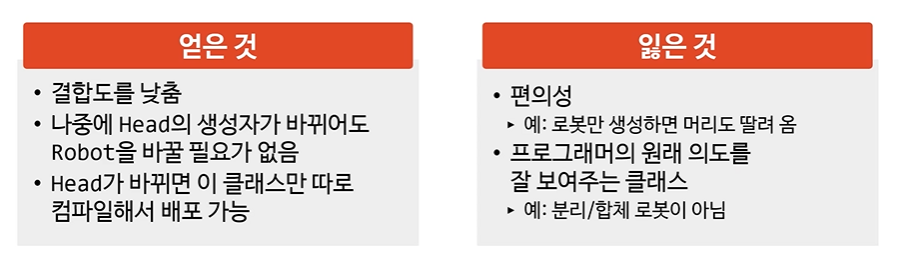 얻은 것
• 결합도를 낮춤
• 나중에 Head의 생성자가 바뀌어도
Robot을 바꿀 필요가 없음
• Head가 바뀌면 이 클래스만 따로
컴파일해서 배포 가능
잃은 것
• 편의성
▸ 예: 로봇만 생성하면 머리도 딸려 옴
• 프로그래머의 원래 의도를
잘 보여주는 클래스
▸ 예: 분리/합체 로봇이 아님